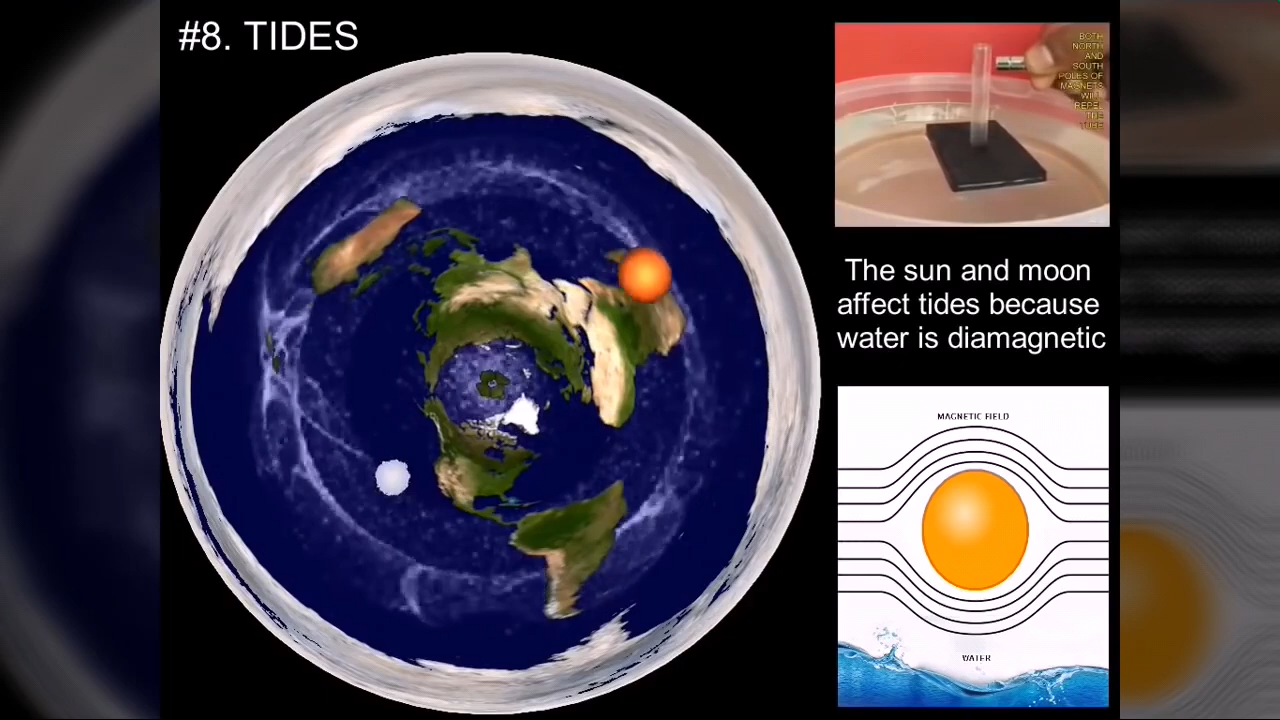 #8. TIDES
BOTH
NORTH
AND
SOUTH
POLES OF
MAGNETS
WILL
REPEL
THE
TUBE
The sun and moon
affect tides because
water is diamagnetic
MAGNETIC FIELD
WATER